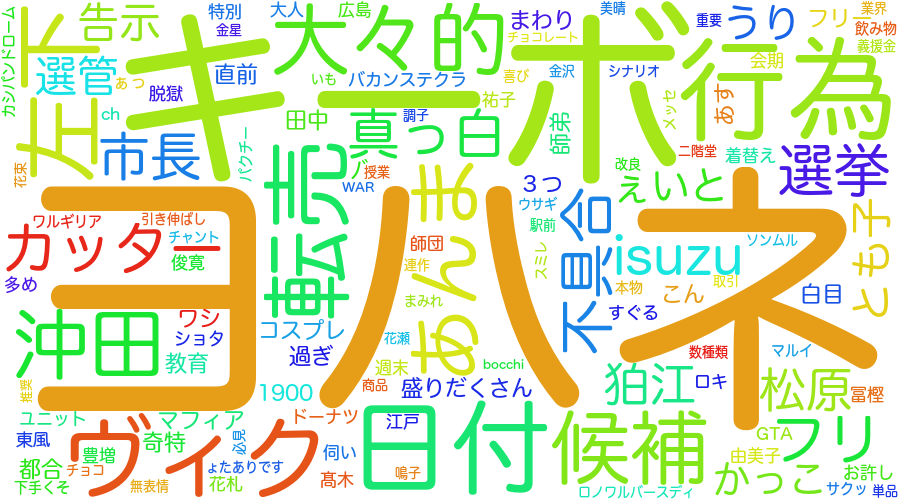 カシパンドローム
下
告示
特別
金星
大人
広島
大々的
まわり
チョコレート
美晴
重要
うり
フリー
業界
飲み物
義援金
選管
あっ
キ
ー
ボ
直前
バカンステクラ
いも
喜び
金沢
シナリオ
行為
会期
脱獄
ch
左
田中
調子
祐子
真っ白
師弟
メッセ
あす
市長
パクチー
花束
転売
バ
授業
WAR
あんま
3つ
ウサギ
駅前
改良
二階堂
着替え
選挙
えいと
ヨハネ
ワルギリア
引き伸ばし
チャント
カッター
俊寛
多め
師団
連作
まみれ
スミレ
不具合
isuzu
ソンムル
取引
本物
こん
白目
とも子
すぐる
沖田
ワシ
ショタ
コスプレ
過ぎ
教育
花瀬
週末
bocchi
商品
盛りだくさん
数種類
マルイ
ロキ
冨樫
狛江
松原
推奨
1900
ユニット
マフィア
ドーナツ
江戸
日付
候補
東風
ヴィク
奇特
必見
伺い
豊増
都合
チョコ
ょたありです
下手くそ
無表情
花札
髙木
鳴子
GTA
フリ
由美子
かっこ
お許し
ロノワルバースディ
サクッ
単品